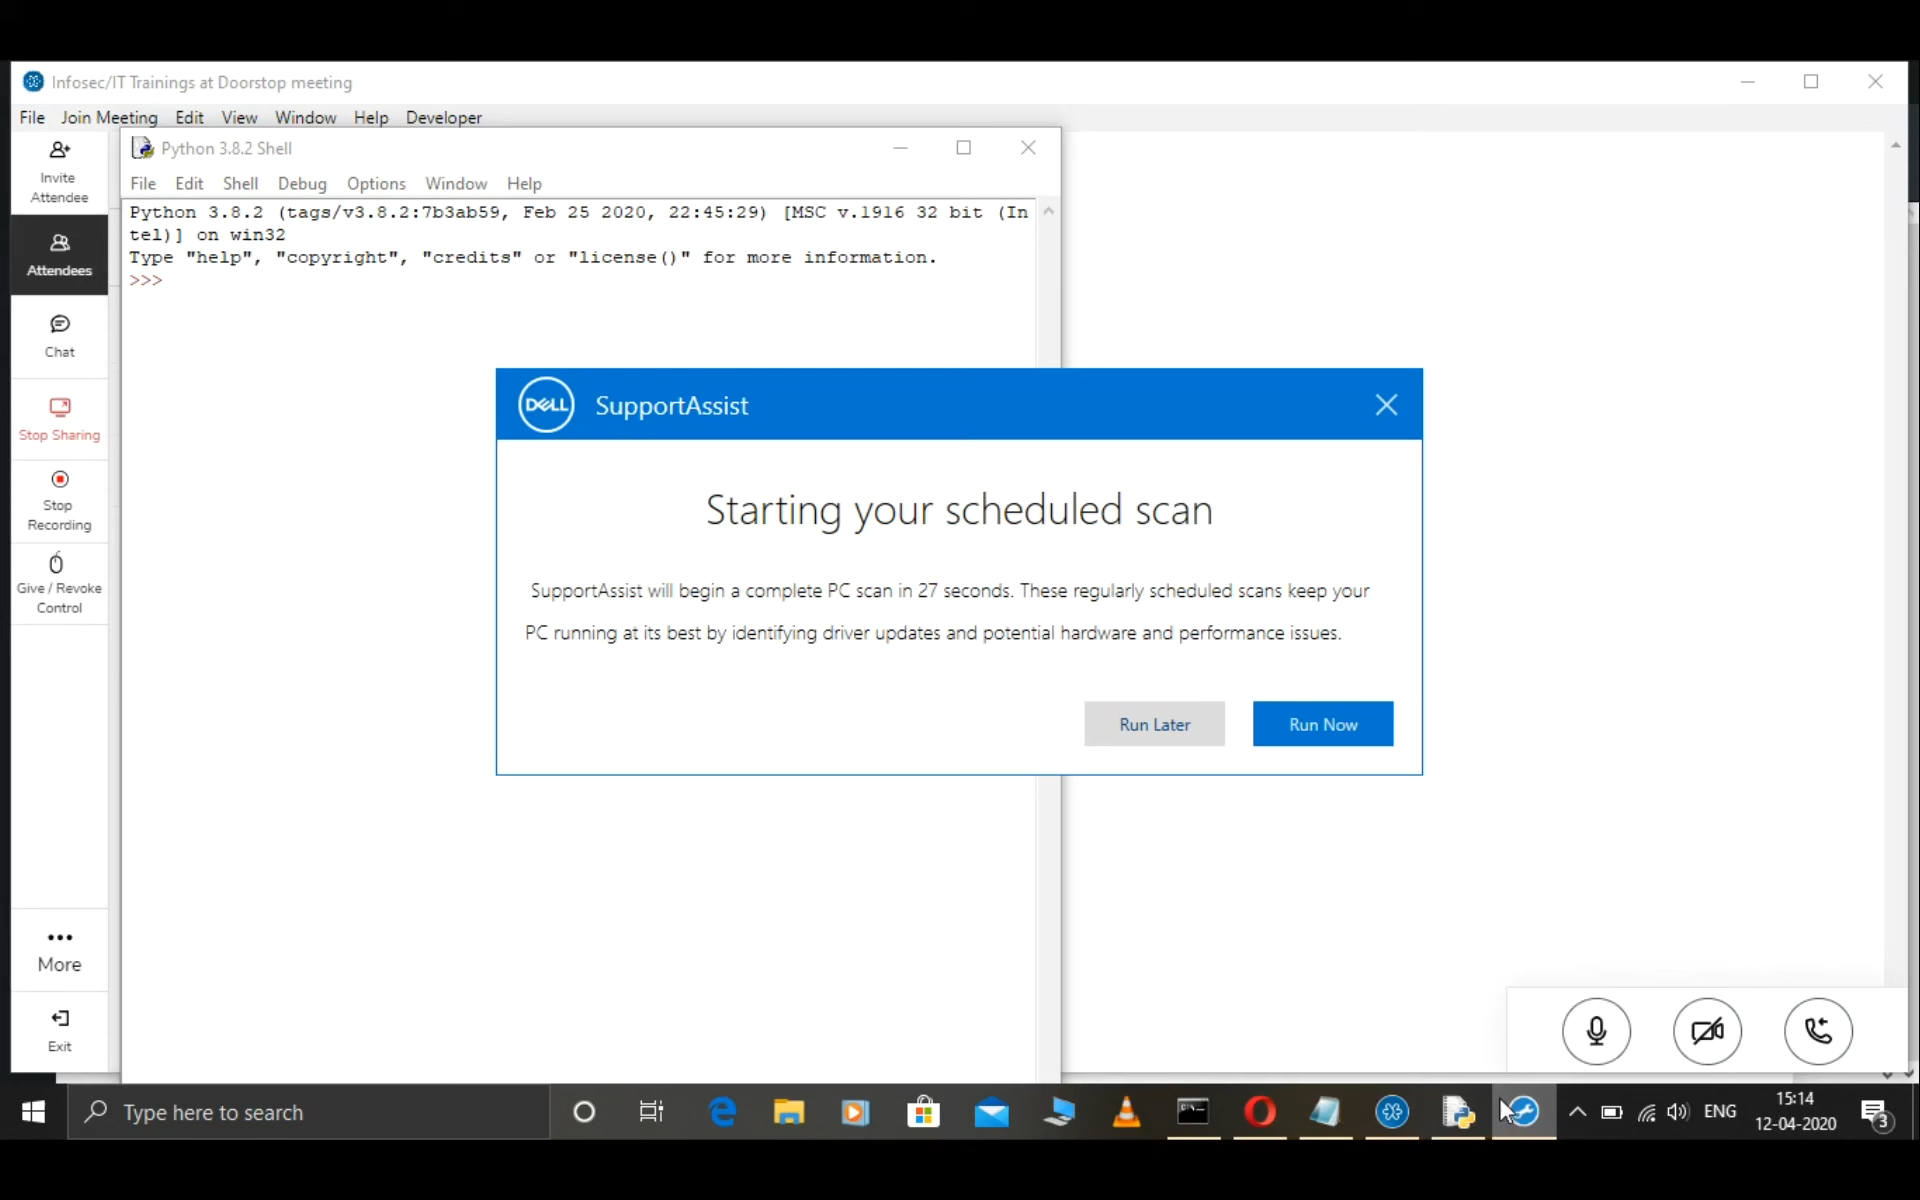 Infosec/IT Trainings at Doorstop meeting
File Join Meeting Edit View Window Help Developer
Invite
Attendee
Attendees
Chat
Stop Sharing
Stop
Recording
Give / Revoke
Control
More
Exit
Python 3.8.2 Shell
File Edit Shell Debug Options Window Help
Python 3.8.2 (tags/v3.8.2:7b3ab59, Feb 25 2020, 22:45:29) [MSC v.1916 32 bit (In
tel)] on win32
Type "help", "copyright", "credits" or "license()" for more information.
>>>
DELL SupportAssist
Starting your scheduled scan
SupportAssist will begin a complete PC scan in 27 seconds. These regularly scheduled scans keep your
PC running at its best by identifying driver updates and potential hardware and performance issues.
Run Later Run Now
Type here to search
ENG
15:14
12-04-2020
3